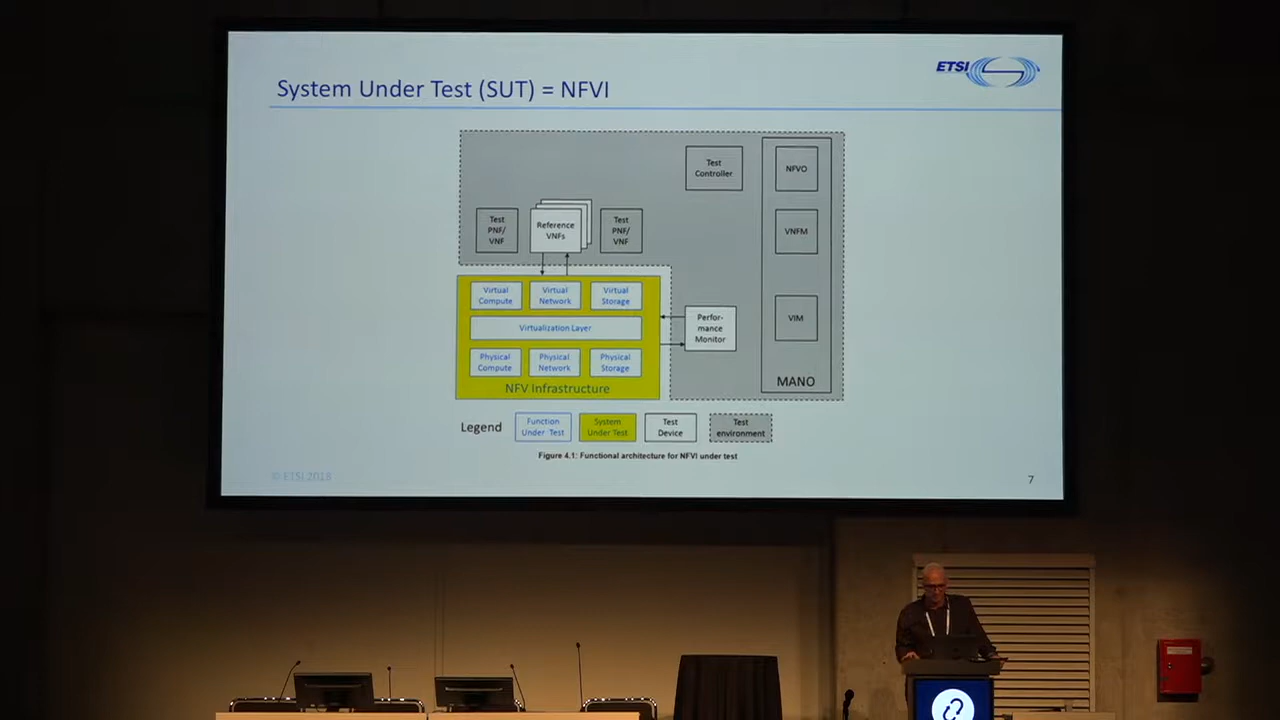 ETSI
System Under Test (SUT) = NFVI
Test
Controller
NFVO
Test
PNF/
VNF
Reference
VNFs
Test
PNF/
VNF
VNFM
Virtual
Compute
Virtual
Network
Virtual
Storage
Virtualization Layer
Perfor-
mance
Monitor
VIM
Physical
Compute
Physical
Network
Physical
Storage
NFV Infrastructure
MANO
Legend
Function
Under Test
System
Under Test
Test
Device
Test
environment
Figure 4.1: Functional architecture for NFVI under test
© ETSI 2018
7